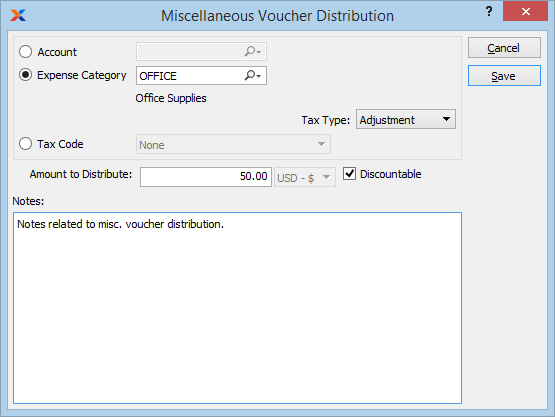 Miscellaneous Voucher Distribution
?
Account
Cancel
Expense Category OFFICE
Save
Office Supplies
Tax Type: Adjustment
Tax Code None
Amount to Distribute: 50.00 USD - $ Discountable
Notes:
Notes related to misc. voucher distribution.